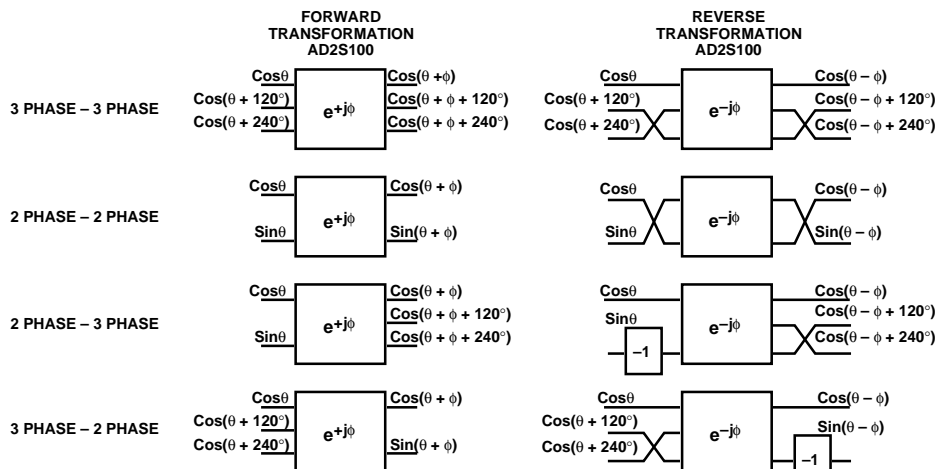 FORWARD
TRANSFORMATION
AD2S100
REVERSE
TRANSFORMATION
AD2S100
3 PHASE – 3 PHASE
Cosθ
Cos(θ + 120°)
Cos(θ + 240°)
e+jφ
Cos(θ +φ)
Cos(θ + φ + 120°)
Cos(θ + φ + 240°)
Cosθ
Cos(θ + 120°)
Cos(θ + 240°)
e–jφ
Cos(θ – φ)
Cos(θ – φ + 120°)
Cos(θ – φ + 240°)
2 PHASE – 2 PHASE
Cosθ
Sinθ
e+jφ
Cos(θ + φ)
Sin(θ + φ)
Cosθ
Sinθ
e–jφ
Cos(θ – φ)
Sin(θ – φ)
2 PHASE – 3 PHASE
Cosθ
Sinθ
e+jφ
Cos(θ + φ)
Cos(θ + φ + 120°)
Cos(θ + φ + 240°)
Cosθ
Sinθ
–1
e–jφ
Cos(θ – φ)
Cos(θ – φ + 120°)
Cos(θ – φ + 240°)
3 PHASE – 2 PHASE
Cosθ
Cos(θ + 120°)
Cos(θ + 240°)
e+jφ
Cos(θ + φ)
Sin(θ + φ)
Cosθ
Cos(θ + 120°)
Cos(θ + 240°)
e–jφ
Cos(θ – φ)
Sin(θ – φ)
–1